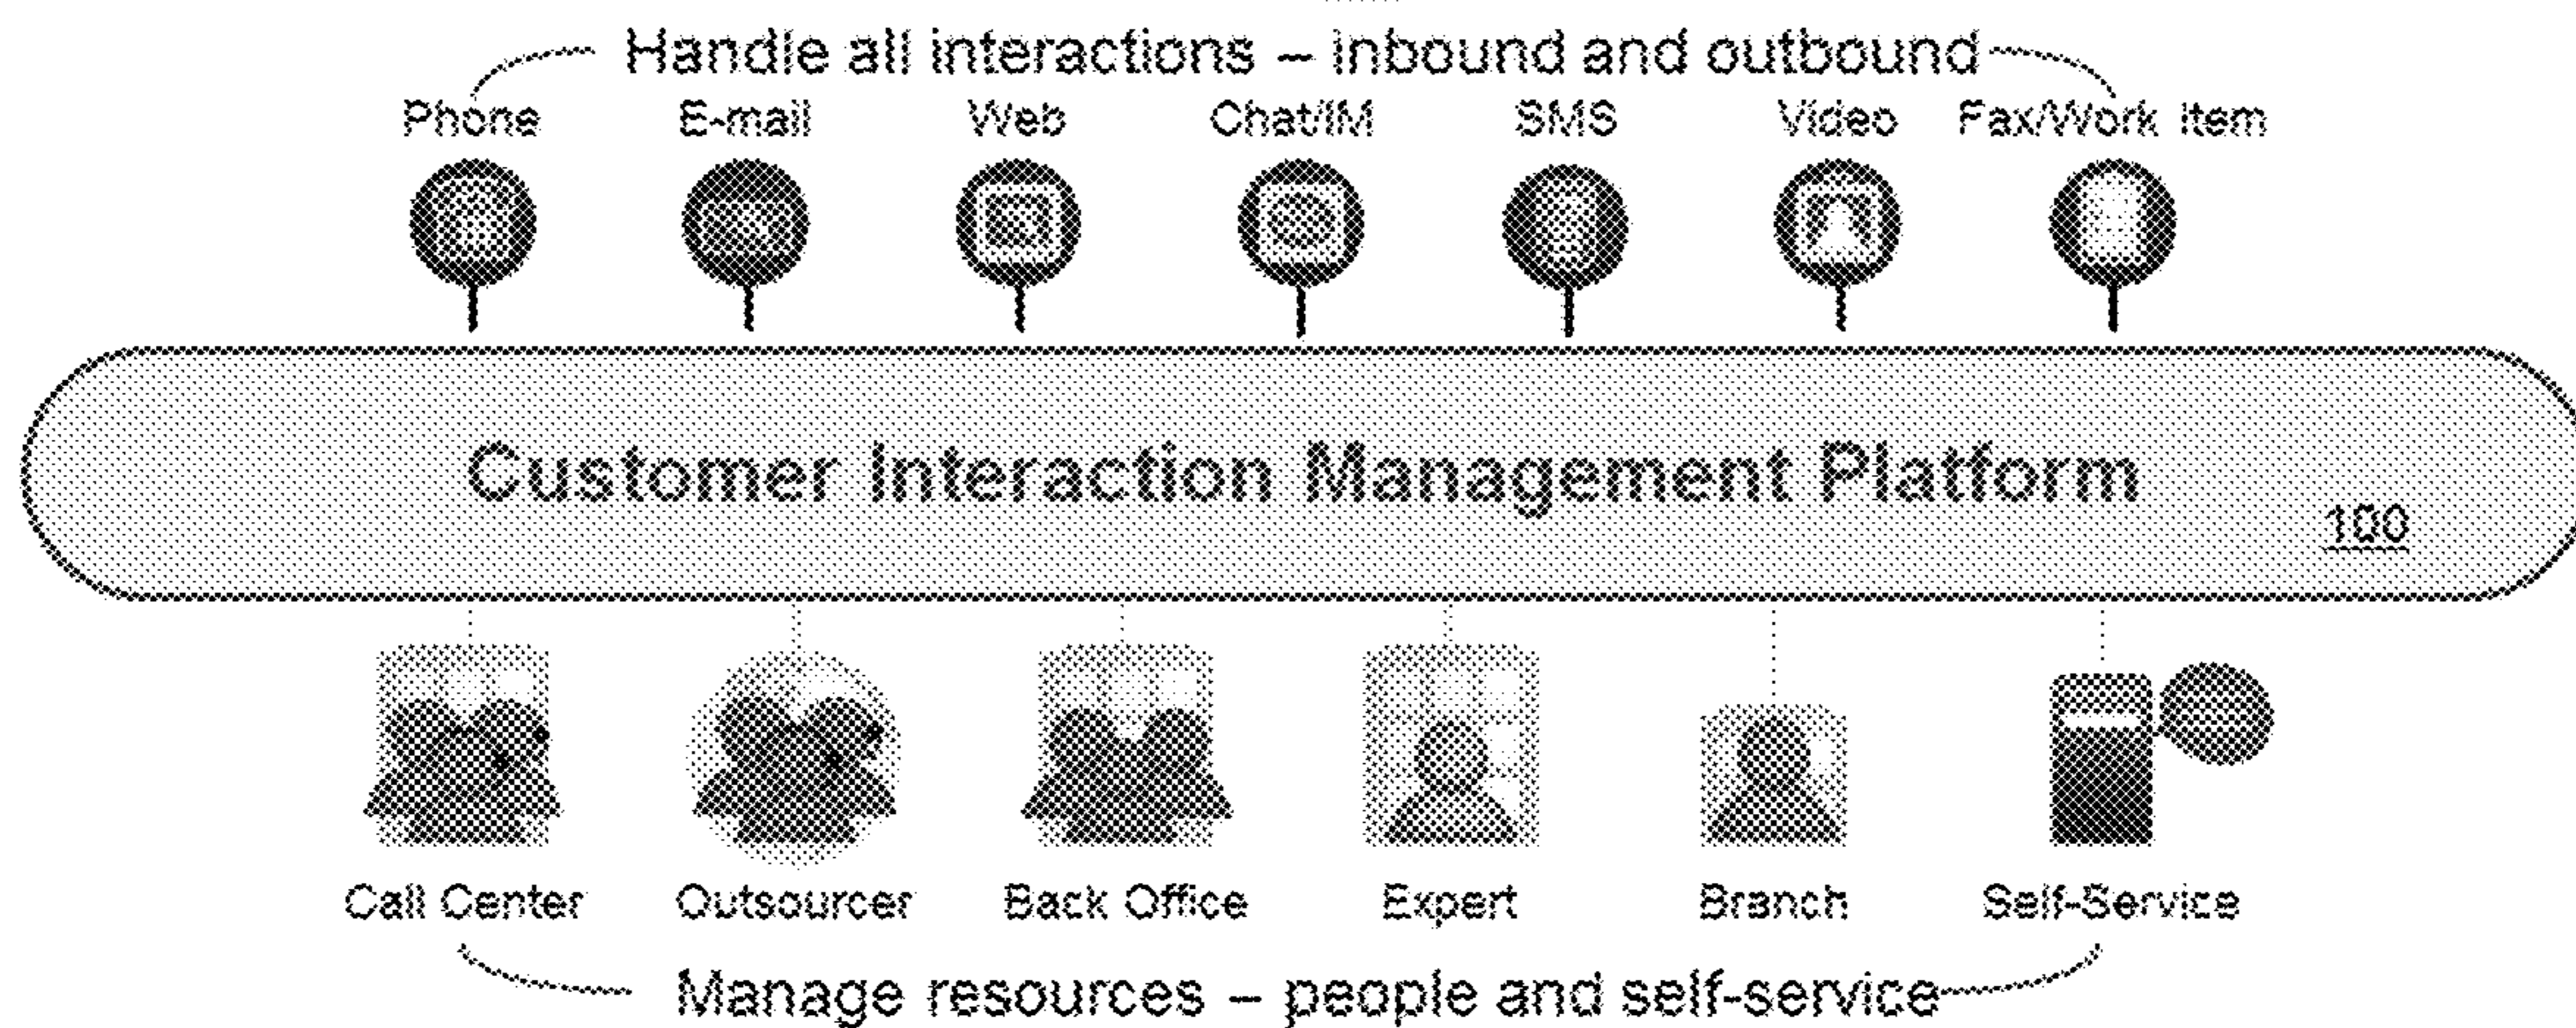 Handle all interactions – inbound and outbound
Phone E-mail Web Chat/IM SMS Video Fax/Work Item
Customer Interaction Management Platform
100
Call Center Outsourcer Back Office Expert Branch Self-Service
Manage resources – people and self-service